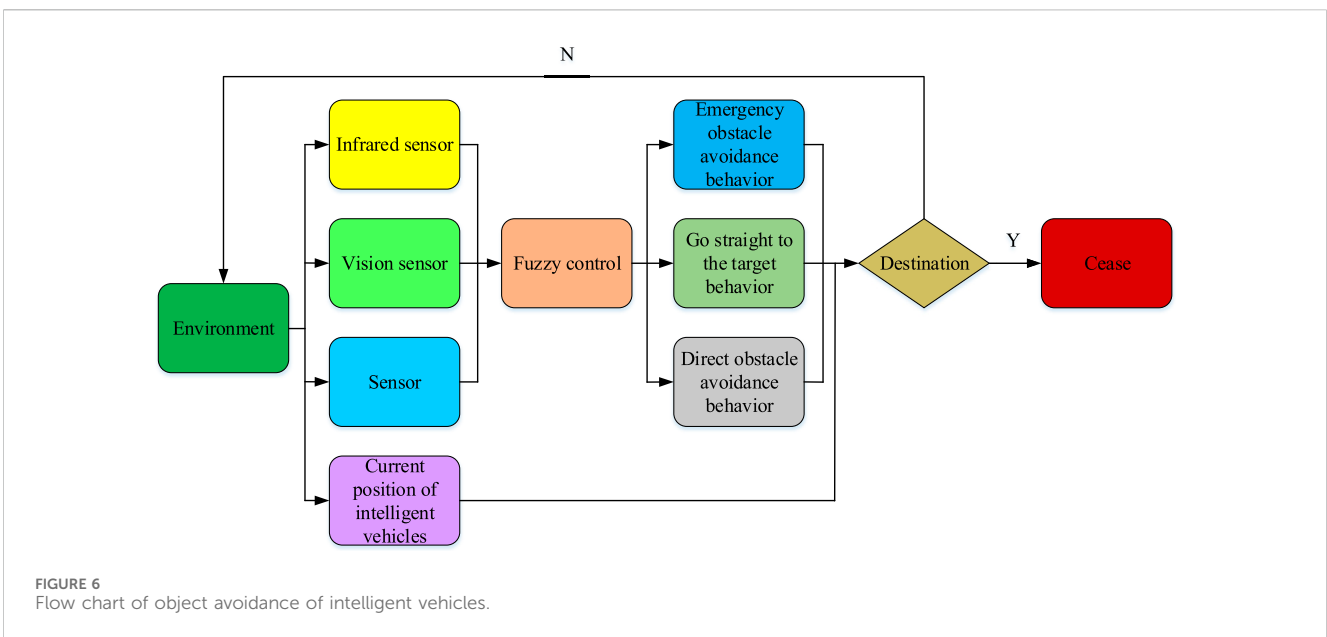 N
Infrared sensor
Emergency
obstacle
avoidance
behavior
Vision sensor
Fuzzy control
Go straight to
the target
behavior
Destination
Y
Cease
Environment
Sensor
Direct obstacle
avoidance
behavior
Current
position of
intelligent
vehicles
FIGURE 6
Flow chart of object avoidance of intelligent vehicles.